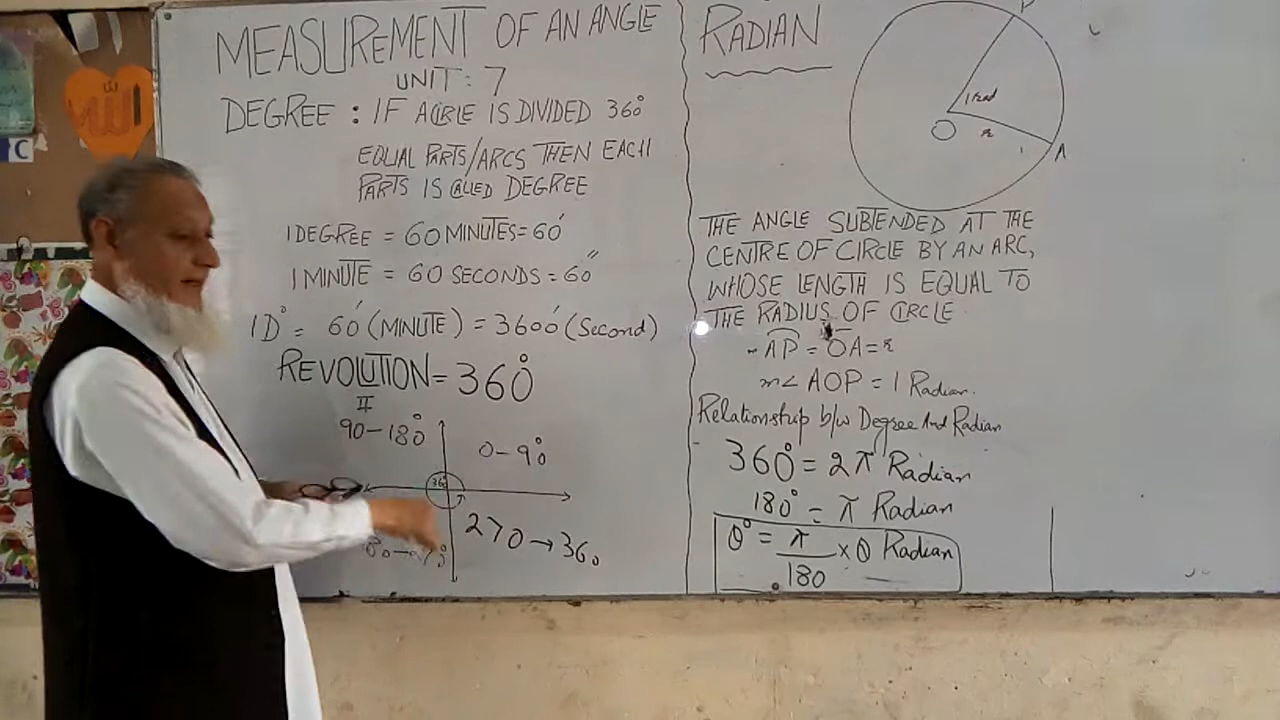 MEASUREMENT OF AN ANGLE
UNIT: 7
DEGREE : IF A CIRCLE IS DIVIDED 360°
EQUAL PARTS/ARCS THEN EACH
PARTS IS CALLED DEGREE
1 DEGREE = 60 MINUTES = 60′
1 MINUTE = 60 SECONDS = 60″
1D° = 60′ (MINUTE) = 3600′ (Second)
REVOLUTION = 360°
II
90 – 180°
0 – 90°
360
270 → 360
RADIAN
P
1 rad
O
r
A
THE ANGLE SUBTENDED AT THE
CENTRE OF CIRCLE BY AN ARC,
WHOSE LENGTH IS EQUAL TO
THE RADIUS OF CIRCLE
AP = OA = r
m∠ AOP = 1 Radian.
Relationship b/w Degree And Radian
360° = 2π Radian
180° = π Radian
θ° = π/180 × θ Radian
الله
C